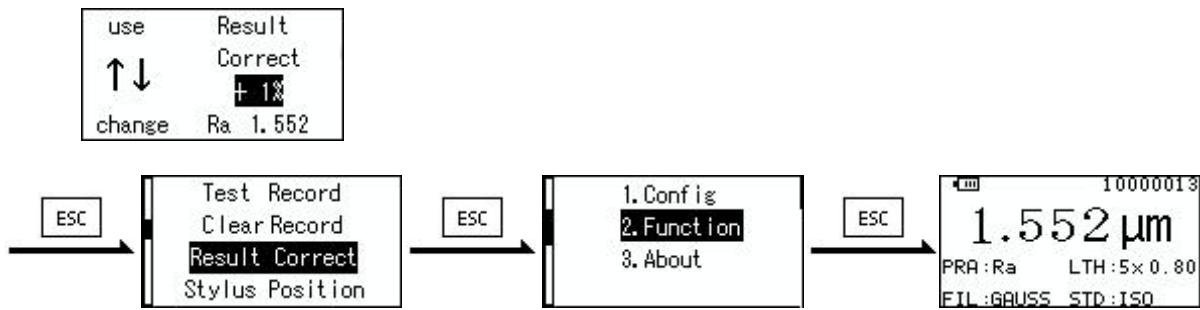 use Result
Correct
↑↓
+ 1%
change Ra 1.552
ESC
Test Record
Clear Record
Result Correct
Stylus Position
ESC
1.Config
2.Function
3.About
ESC
10000013
1.552 µm
PRA:Ra LTH:5×0.80
FIL:GAUSS STD:ISO